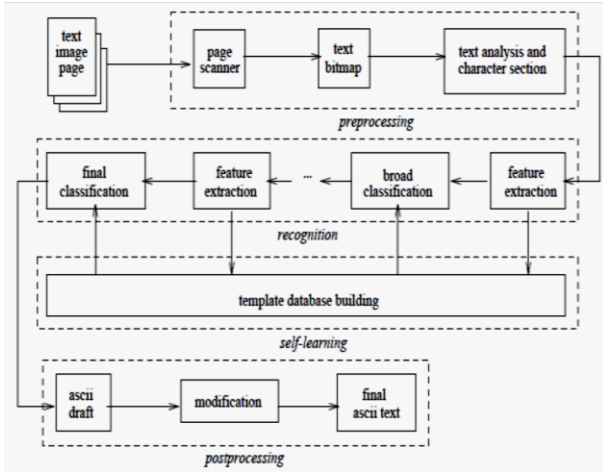 text
image
page
page
scanner
text
bitmap
text analysis and
character section
preprocessing
final
classification
feature
extraction
...
broad
classification
feature
extraction
recognition
template database building
self-learning
ascii
draft
modification
final
ascii text
postprocessing